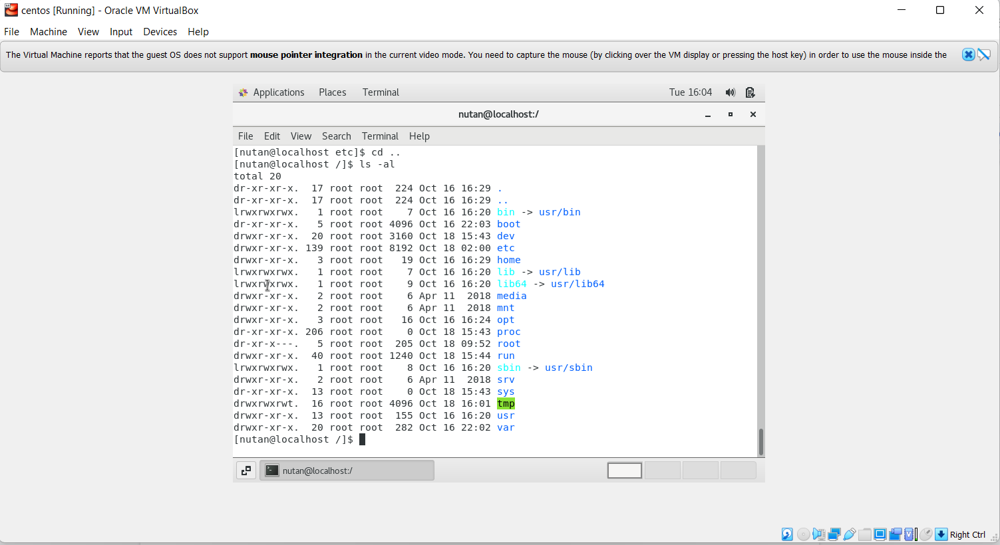 centos [Running] - Oracle VM VirtualBox
File Machine View Input Devices Help
The Virtual Machine reports that the guest OS does not support mouse pointer integration in the current video mode. You need to capture the mouse (by clicking over the VM display or pressing the host key) in order to use the mouse inside the
Applications Places Terminal Tue 16:04
nutan@localhost:/
File Edit View Search Terminal Help
[nutan@localhost etc]$ cd ..
[nutan@localhost /]$ ls -al
total 20
dr-xr-xr-x.  17 root root  224 Oct 16 16:29 .
dr-xr-xr-x.  17 root root  224 Oct 16 16:29 ..
lrwxrwxrwx.   1 root root    7 Oct 16 16:20 bin -> usr/bin
dr-xr-xr-x.   5 root root 4096 Oct 16 22:03 boot
drwxr-xr-x.  20 root root 3160 Oct 18 15:43 dev
drwxr-xr-x. 139 root root 8192 Oct 18 02:00 etc
drwxr-xr-x.   3 root root   19 Oct 16 16:29 home
lrwxrwxrwx.   1 root root    7 Oct 16 16:20 lib -> usr/lib
lrwxrwxrwx.   1 root root    9 Oct 16 16:20 lib64 -> usr/lib64
drwxr-xr-x.   2 root root    6 Apr 11  2018 media
drwxr-xr-x.   2 root root    6 Apr 11  2018 mnt
drwxr-xr-x.   3 root root   16 Oct 16 16:24 opt
dr-xr-xr-x. 206 root root    0 Oct 18 15:43 proc
dr-xr-x---.   5 root root  205 Oct 18 09:52 root
drwxr-xr-x.  40 root root 1240 Oct 18 15:44 run
lrwxrwxrwx.   1 root root    8 Oct 16 16:20 sbin -> usr/sbin
drwxr-xr-x.   2 root root    6 Apr 11  2018 srv
dr-xr-xr-x.  13 root root    0 Oct 18 15:43 sys
drwxrwxrwt.  16 root root 4096 Oct 18 16:01 tmp
drwxr-xr-x.  13 root root  155 Oct 16 16:20 usr
drwxr-xr-x.  20 root root  282 Oct 16 22:02 var
[nutan@localhost /]$
nutan@localhost:/
Right Ctrl